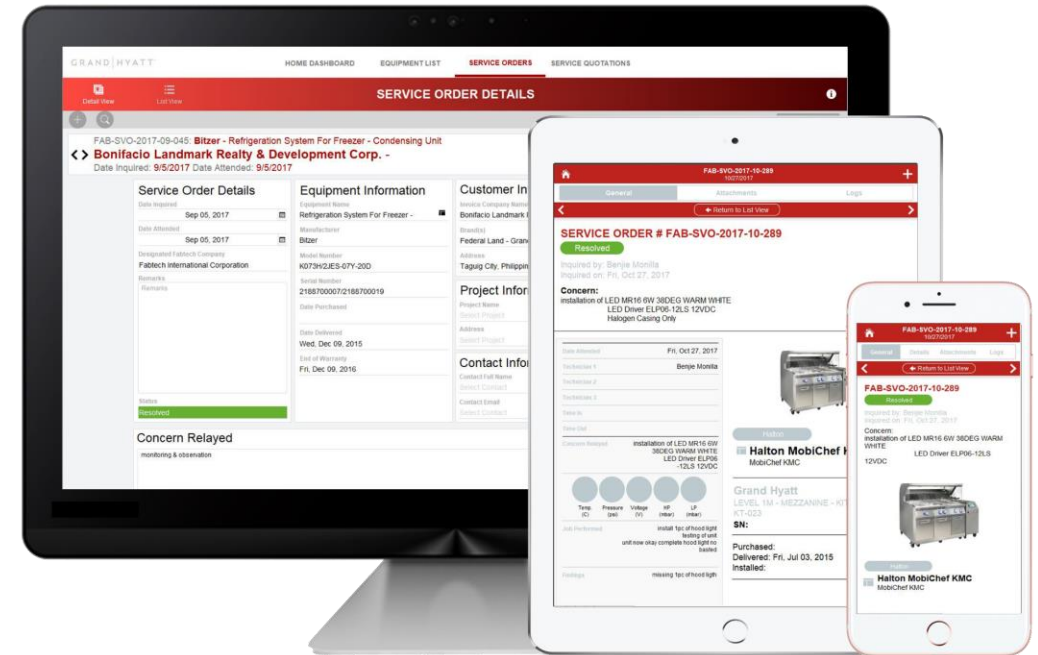 GRAND|HYATT
HOME DASHBOARD EQUIPMENT LIST SERVICE ORDERS SERVICE QUOTATIONS
Detail View List View SERVICE ORDER DETAILS
FAB-SVO-2017-09-045: Bitzer - Refrigeration System For Freezer - Condensing Unit
Bonifacio Landmark Realty & Development Corp. -
Date Inquired: 9/5/2017 Date Attended: 9/5/2017
Service Order Details
Date Inquired
Sep 05, 2017
Date Attended
Sep 05, 2017
Designated Fabtech Company
Fabtech International Corporation
Remarks
Remarks
Status
Resolved
Equipment Information
Equipment Name
Refrigeration System For Freezer -
Manufacturer
Bitzer
Model Number
K073H/2JES-07Y-20D
Serial Number
2188700007/2188700019
Date Purchased
Date Delivered
Wed, Dec 09, 2015
End of Warranty
Fri, Dec 09, 2016
Customer In
Invoice Company Name
Bonifacio Landmark
Brand(s)
Federal Land - Gran
Address
Taguig City, Philippin
Project Infor
Project Name
Select Project
Address
Select Project
Contact Infor
Contact Full Name
Select Contact
Contact Email
Select Contact
Concern Relayed
monitoring & obsenation
FAB-SVO-2017-10-289
10/27/2017
General Attachments Logs
Return to List View
SERVICE ORDER # FAB-SVO-2017-10-289
Resolved
Inquired by: Benjie Monilla
Inquired on: Fri, Oct 27, 2017
Concern:
installation of LED MR16 6W 38DEG WARM WHITE
LED Driver ELP06-12LS 12VDC
Halogen Casing Only
Date Attended Fri, Oct 27, 2017
Technician 1 Benjie Monilla
Technician 2
Technician 3
Time In
Time Out
Concern Relayed installation of LED MR16 6W
38DEG WARM WHITE
LED Driver ELP06
-12LS 12VDC
Temp. Pressure Voltage HP LP
(C) (psi) (V) (mbar) (mbar)
Job Performed install 1pc of hood light
testing of unit
unit now okay complete hood light no
busted
Findings missing 1pc of hood ligth
Halton
Halton MobiChef K
MobiChef KMC
Grand Hyatt
LEVEL 1M - MEZZANINE - KIT
KT-023
SN:
Purchased:
Delivered: Fri, Jul 03, 2015
Installed:
FAB-SVO-2017-10-289
10/27/2017
General Details Attachments Logs
Return to List View
FAB-SVO-2017-10-289
Resolved
Inquired by: Benjie Monilla
Inquired on: Fri, Oct 27, 2017
Concern:
installation of LED MR16 6W 38DEG WARM
WHITE
LED Driver ELP06-12LS
12VDC
Halton
Halton MobiChef KMC
MobiChef KMC